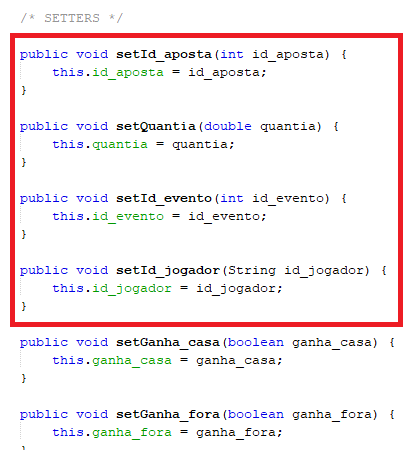 /* SETTERS */
public void setId_aposta(int id_aposta) {
this.id_aposta = id_aposta;
}
public void setQuantia(double quantia) {
this.quantia = quantia;
}
public void setId_evento(int id_evento) {
this.id_evento = id_evento;
}
public void setId_jogador(String id_jogador) {
this.id_jogador = id_jogador;
}
public void setGanha_casa(boolean ganha_casa) {
this.ganha_casa = ganha_casa;
}
public void setGanha_fora(boolean ganha_fora) {
this.ganha_fora = ganha_fora;
}